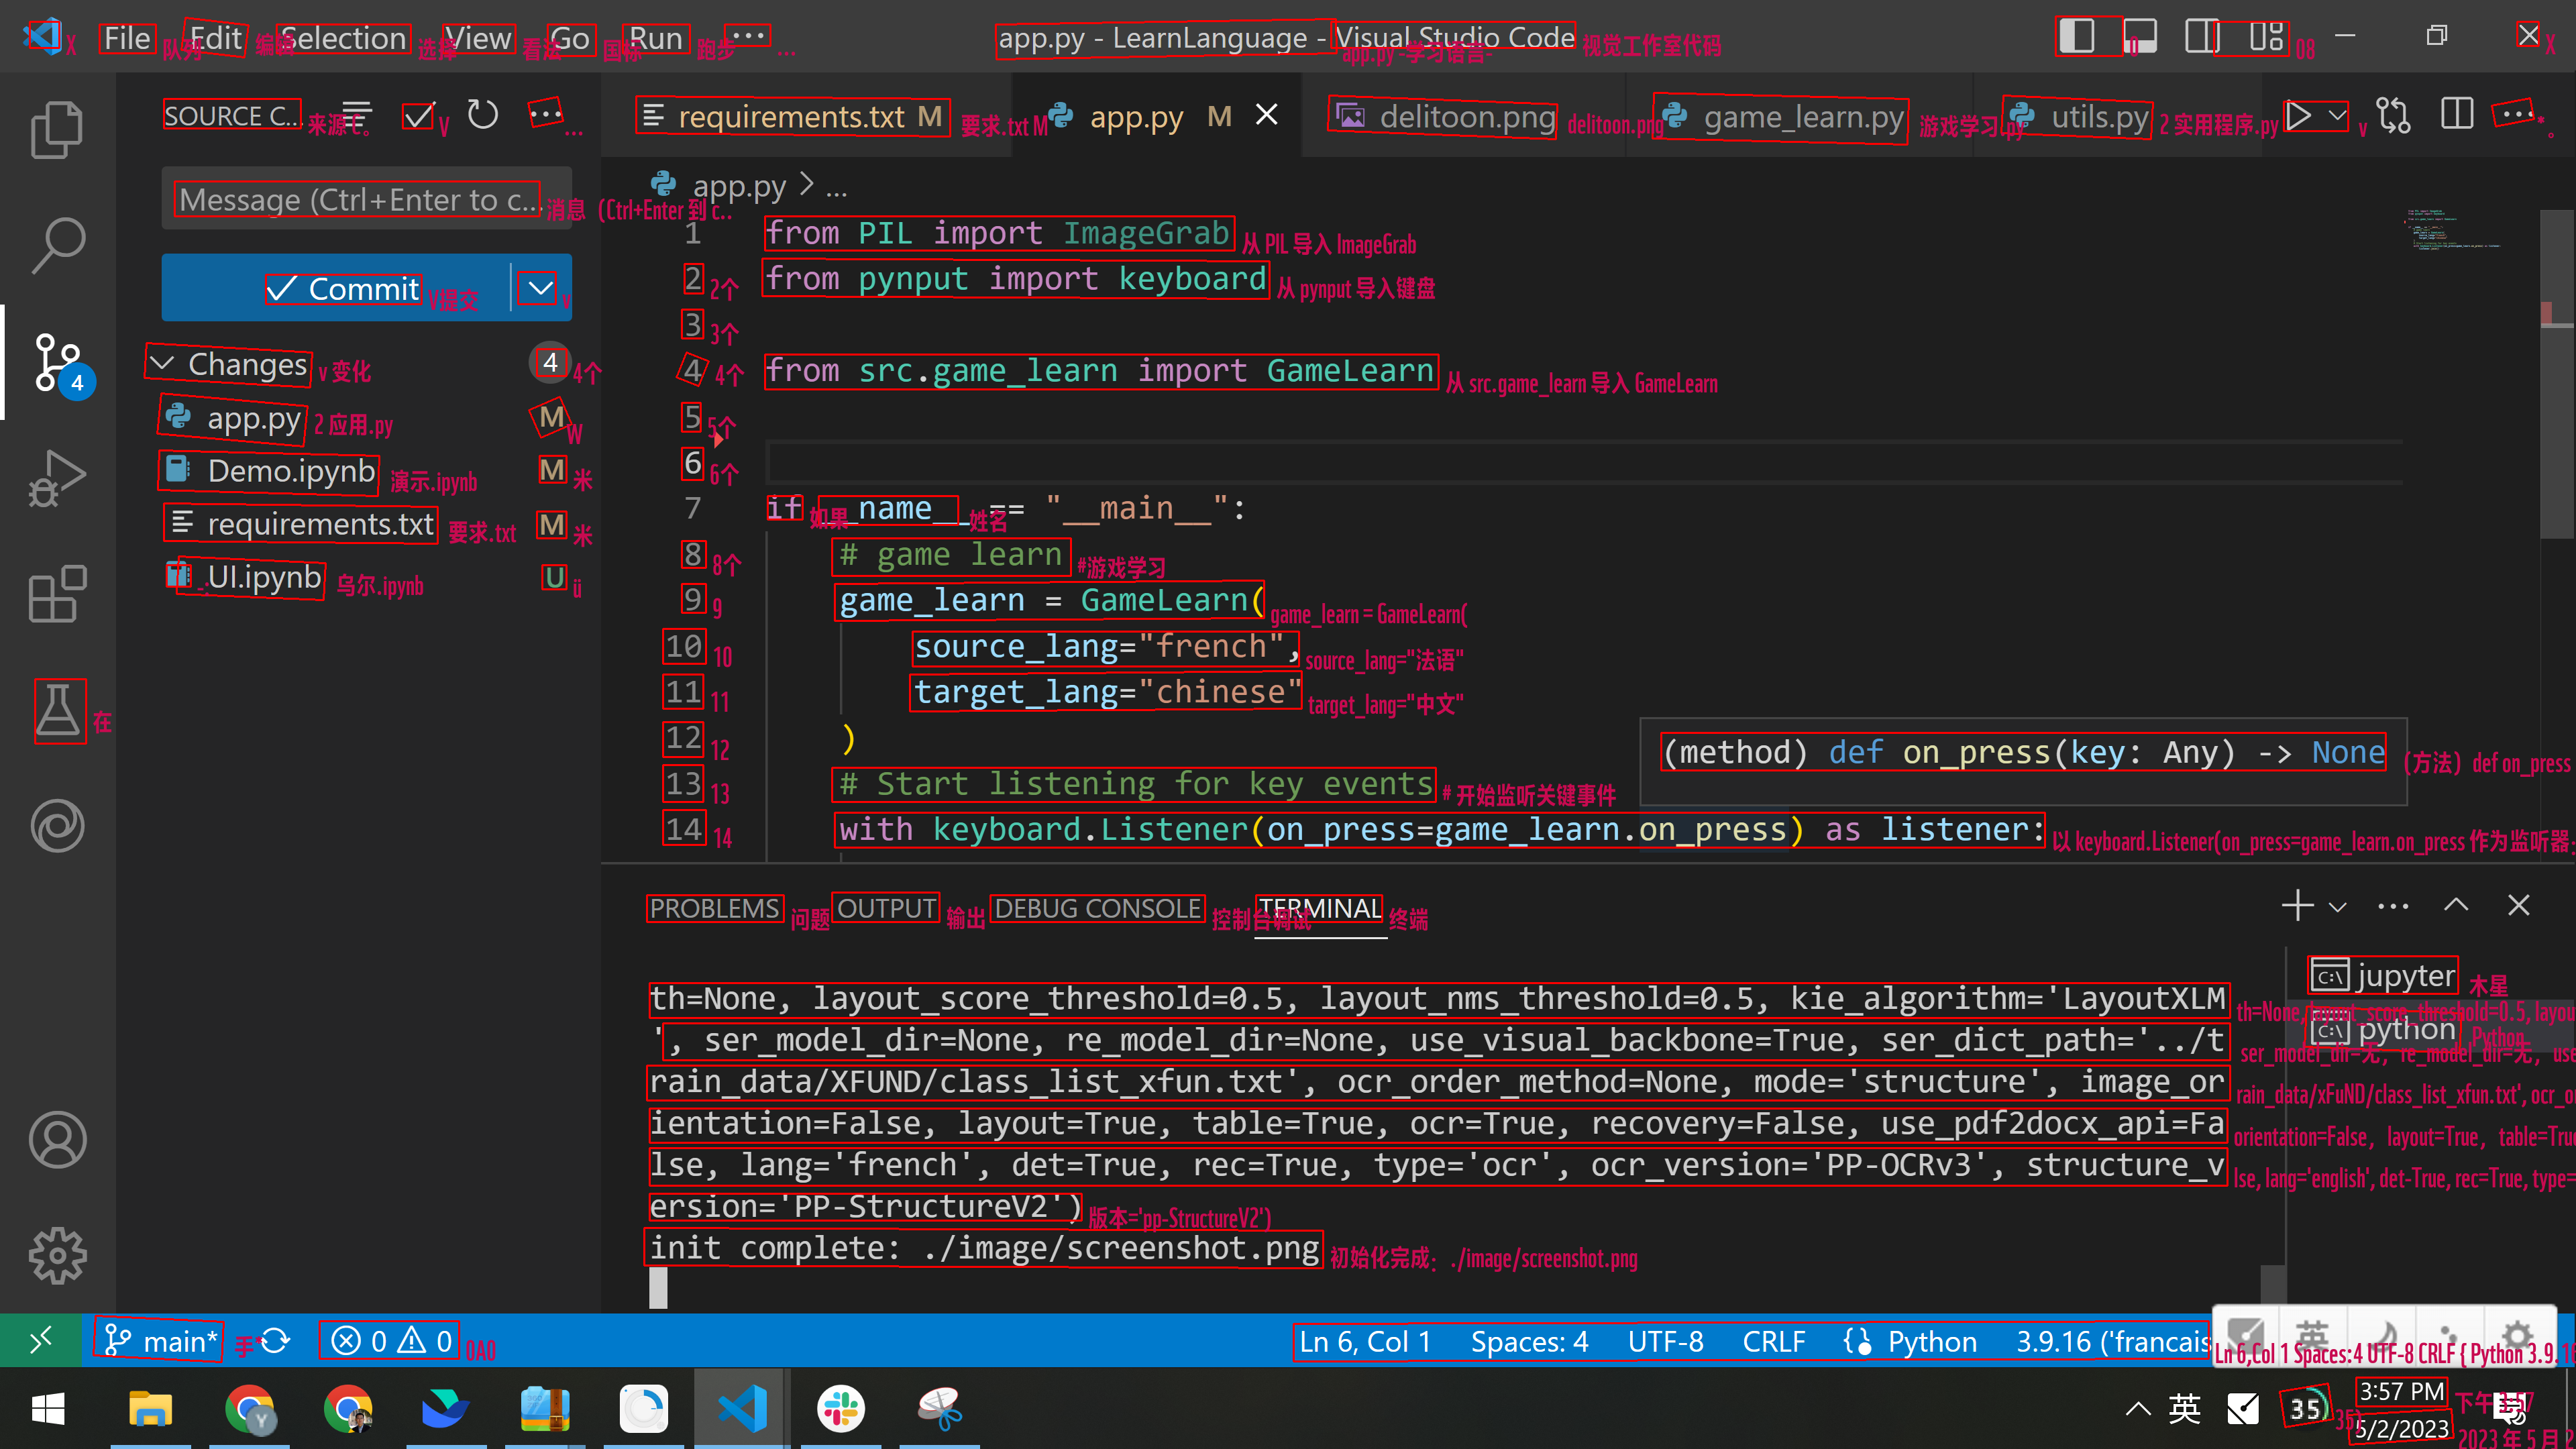 X File 队列 Edit 编辑 Selection 选择 View 看法 Go 国标 Run 跑步 ... ...
app.py - LearnLanguage - Visual Studio Code app.py -学习语言- 视觉工作室代码 0 08 X
SOURCE C... 来源 C。 V ...
requirements.txt M 要求.txt M app.py M delitoon.png delitoon.png game_learn.py 游戏学习.py utils.py 2 实用程序.py v
Message (Ctrl+Enter to c... 消息（Ctrl+Enter 到 c..
Commit V提交 v
Changes v 变化 4 4个
app.py 2 应用.py M W
Demo.ipynb 演示.ipynb M 米
requirements.txt 要求.txt M 米
UI.ipynb 乌尔.ipynb U ü
4
在
app.py > ...
1 from PIL import ImageGrab 从 PIL 导入 ImageGrab
2 2个 from pynput import keyboard 从 pynput 导入键盘
3 3个
4 4个 from src.game_learn import GameLearn 从 src.game_learn 导入 GameLearn
5 5个
6 6个
7 if 如果 __name__ 姓名 == "__main__":
8 8个 # game learn #游戏学习
9 9 game_learn = GameLearn( game_learn = GameLearn(
10 10 source_lang="french", source_lang="法语"
11 11 target_lang="chinese" target_lang="中文"
12 12 )
(method) def on_press(key: Any) -> None （方法）def on_press
13 13 # Start listening for key events # 开始监听关键事件
14 14 with keyboard.Listener(on_press=game_learn.on_press) as listener: 以 keyboard.Listener(on_press=game_learn.on_press 作为监听器:
PROBLEMS 问题 OUTPUT 输出 DEBUG CONSOLE 控制台调试 TERMINAL 终端
th=None, layout_score_threshold=0.5, layout_nms_threshold=0.5, kie_algorithm='LayoutXLM th=None, layout_score_threshold=0.5, layou
', ser_model_dir=None, re_model_dir=None, use_visual_backbone=True, ser_dict_path='../t ser_model_dir=无，re_model_dir=无，use
rain_data/XFUND/class_list_xfun.txt', ocr_order_method=None, mode='structure', image_or rain_data/xFuND/class_list_xfun.txt', ocr_o
ientation=False, layout=True, table=True, ocr=True, recovery=False, use_pdf2docx_api=Fa orientation=False，layout=True，table=True
lse, lang='french', det=True, rec=True, type='ocr', ocr_version='PP-OCRv3', structure_v lse, lang='english', det-True, rec=True, type=
ersion='PP-StructureV2') 版本='pp-StructureV2')
init complete: ./image/screenshot.png 初始化完成：./image/screenshot.png
jupyter 木星
python Python
main* 手* 0 0 0A0
Ln 6, Col 1 Spaces: 4 UTF-8 CRLF Python 3.9.16 ('francais 英
Ln 6,Col 1 Spaces:4 UTF-8 CRLF { Python 3.9.16
Y 英 35 35) 3:57 PM 下午 3:57
5/2/2023 2023 年 5 月 2